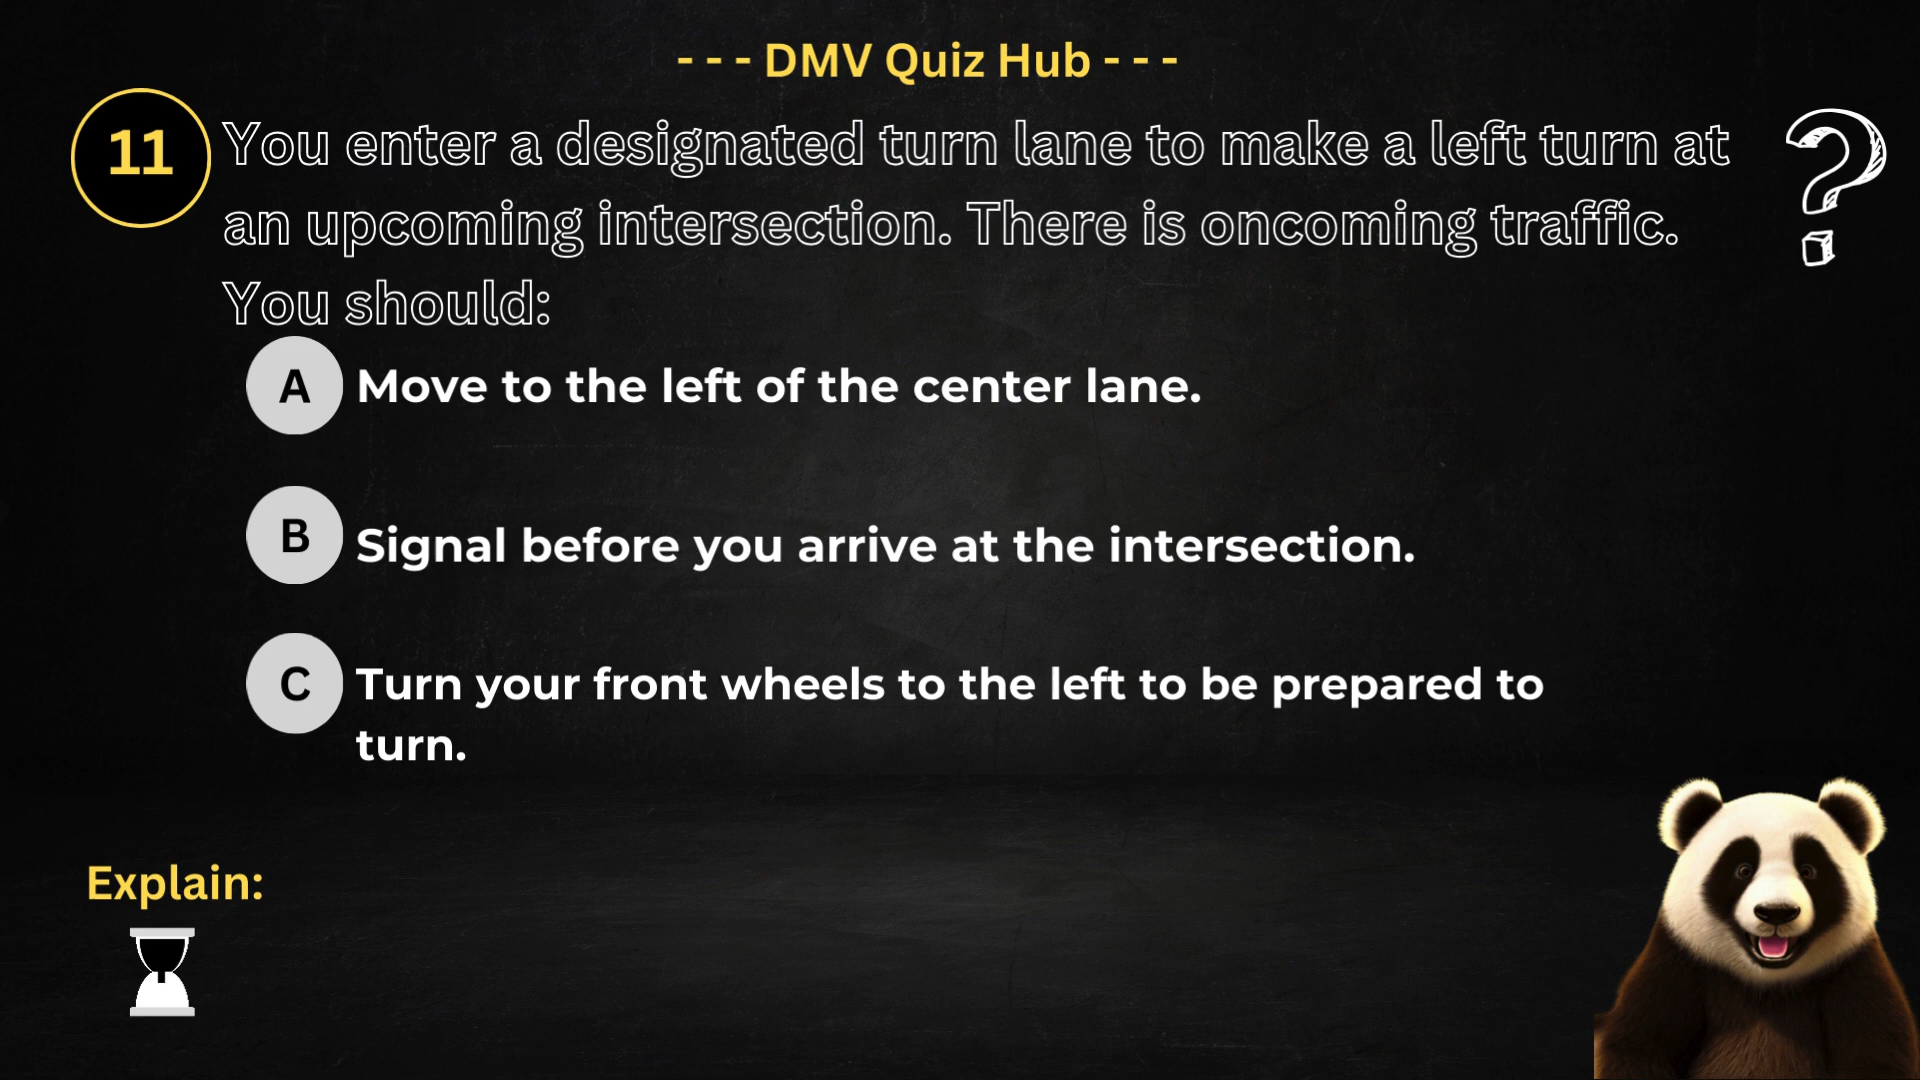 - - - DMV Quiz Hub - - -
11
You enter a designated turn lane to make a left turn at
an upcoming intersection. There is oncoming traffic.
You should:
A Move to the left of the center lane.
B Signal before you arrive at the intersection.
C Turn your front wheels to the left to be prepared to
turn.
Explain:
?